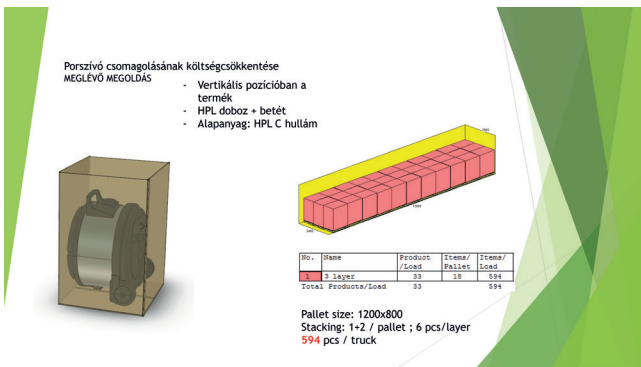 Porszívó csomagolásának költségcsökkentése
MEGLÉVŐ MEGOLDÁS
- Vertikális pozícióban a
termék
- HPL doboz + betét
- Alapanyag: HPL C hullám
No. Name Product Items/ Items/
/Load Pallet Load
1 3 layer 33 18 594
Total Products/Load 33 594
Pallet size: 1200x800
Stacking: 1+2 / pallet ; 6 pcs/layer
594 pcs / truck